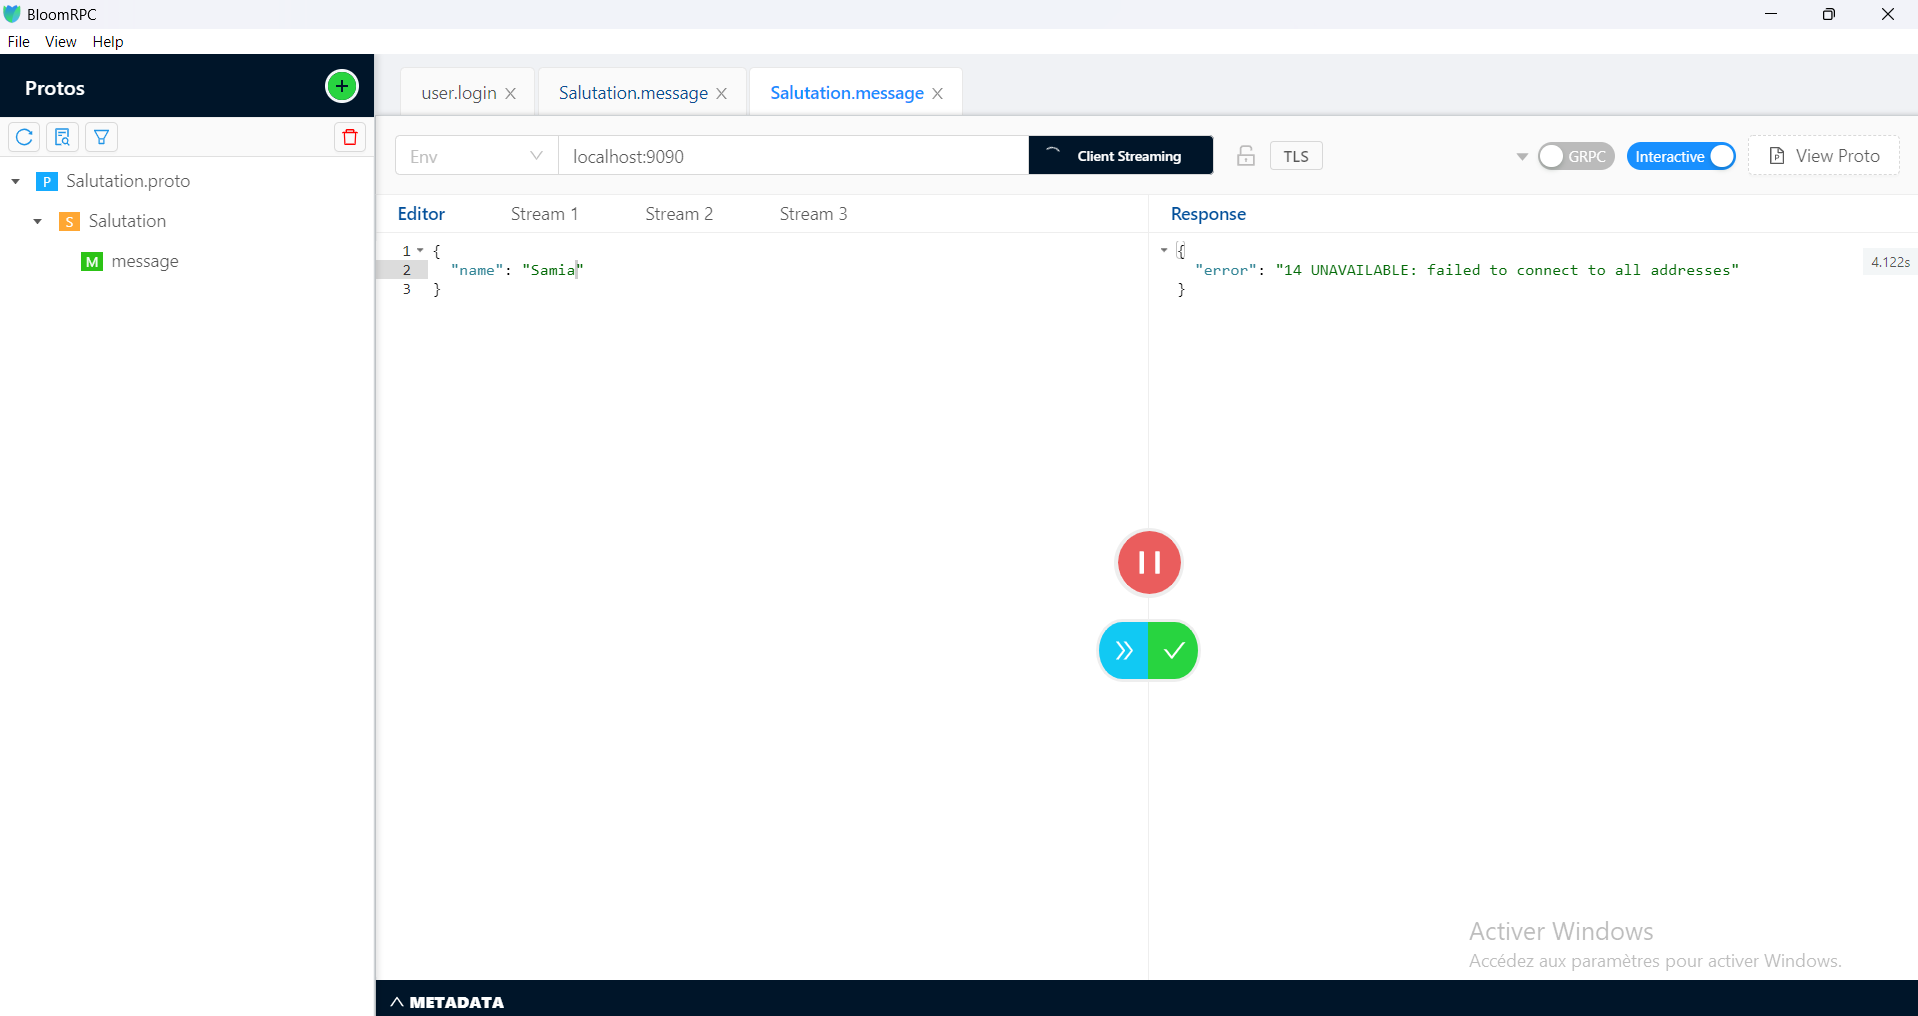 BloomRPC
File View Help
Protos
user.login
Salutation.message
Salutation.message
Env
localhost:9090
Client Streaming
TLS
GRPC
Interactive
View Proto
P Salutation.proto
S Salutation
M message
Editor Stream 1 Stream 2 Stream 3
1 {
2 "name": "Samia"
3 }
Response
{
"error": "14 UNAVAILABLE: failed to connect to all addresses"
}
4.122s
Activer Windows
Accédez aux paramètres pour activer Windows.
METADATA